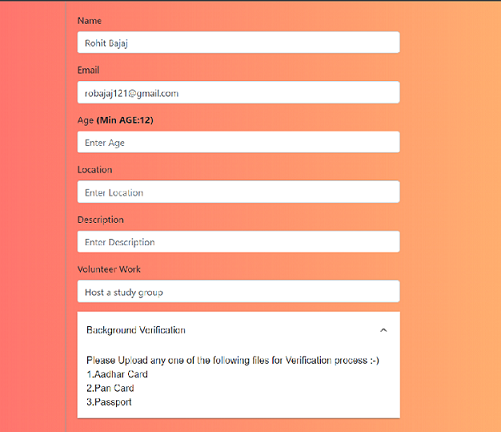 Name
Rohit Bajaj
Email
robajaj121@gmail.com
Age (Min AGE:12)
Enter Age
Location
Enter Location
Description
Enter Description
Volunteer Work
Host a study group
Background Verification
Please Upload any one of the following files for Verification process :-)
1.Aadhar Card
2.Pan Card
3.Passport